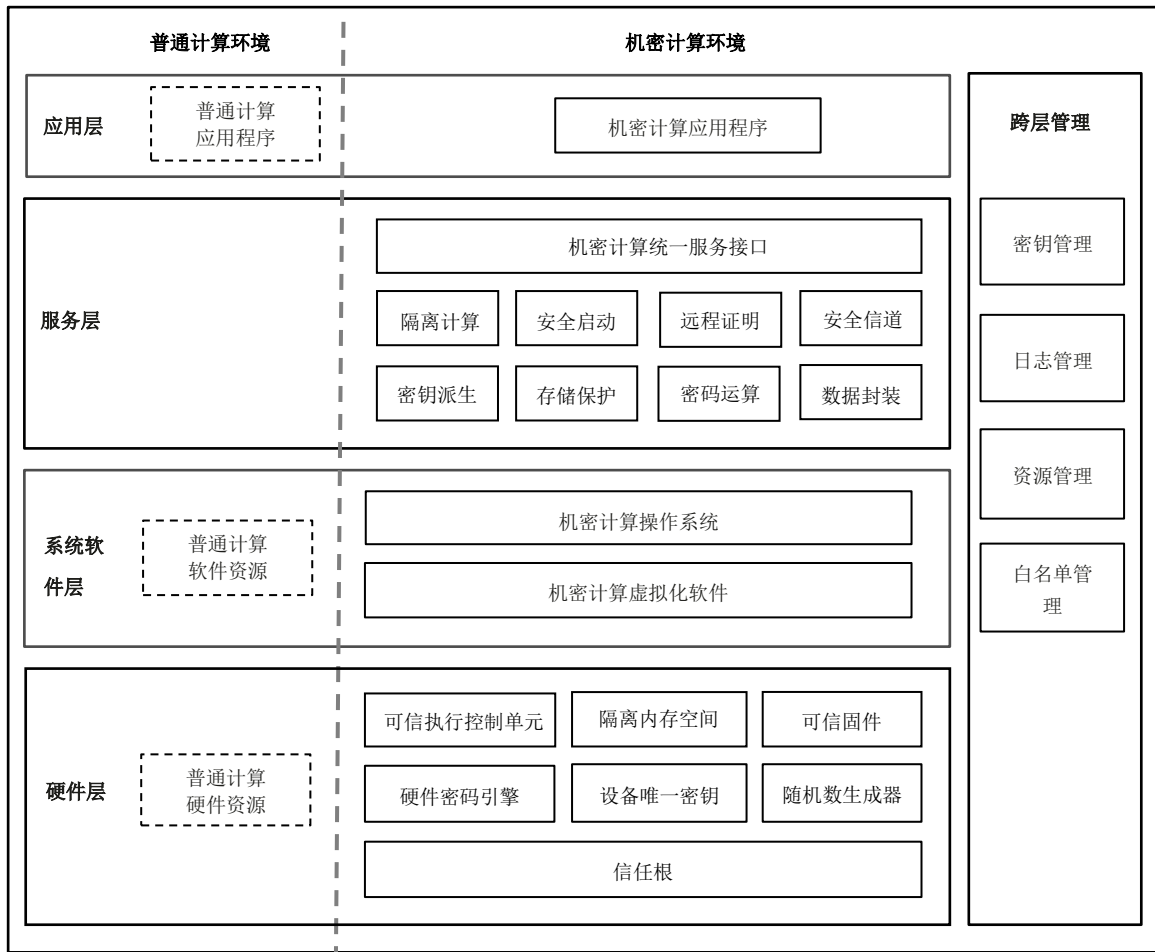 普通计算环境
机密计算环境
应用层
普通计算
应用程序
机密计算应用程序
服务层
机密计算统一服务接口
隔离计算
安全启动
远程证明
安全信道
密钥派生
存储保护
密码运算
数据封装
系统软
件层
普通计算
软件资源
机密计算操作系统
机密计算虚拟化软件
硬件层
普通计算
硬件资源
可信执行控制单元
隔离内存空间
可信固件
硬件密码引擎
设备唯一密钥
随机数生成器
信任根
跨层管理
密钥管理
日志管理
资源管理
白名单管
理